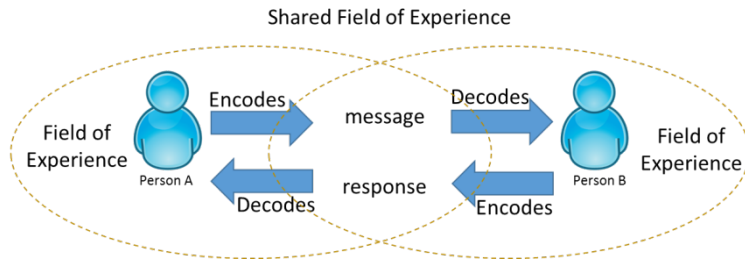 Shared Field of Experience
Encodes
message
Decodes
Field of
Experience
Person A
Field of
Experience
Person B
Decodes
response
Encodes